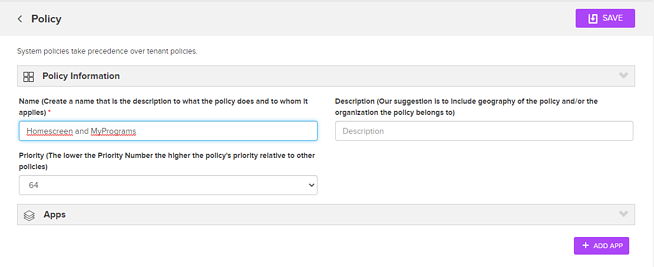 Policy
SAVE
System policies take precedence over tenant policies.
Policy Information
Name (Create a name that is the description to what the policy does and to whom it
applies) *
Homescreen and MyPrograms
Description (Our suggestion is to include geography of the policy and/or the
organization the policy belongs to)
Description
Priority (The lower the Priority Number the higher the policy's priority relative to other
policies)
64
Apps
+ ADD APP